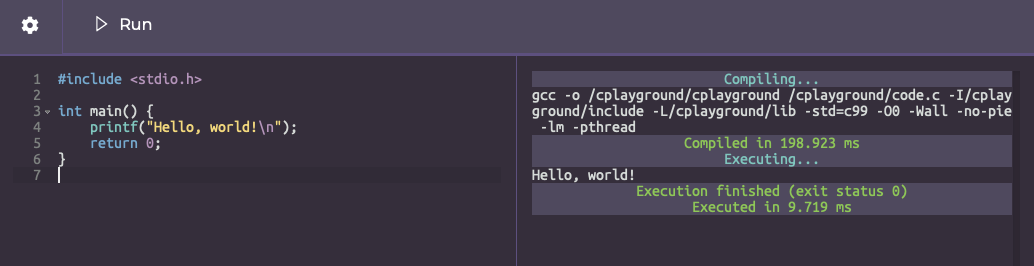 Run
1 #include <stdio.h>
2
3 int main() {
4     printf("Hello, world!\n");
5     return 0;
6 }
7
Compiling...
gcc -o /cplayground/cplayground /cplayground/code.c -I/cplay
ground/include -L/cplayground/lib -std=c99 -O0 -Wall -no-pie
 -lm -pthread
Compiled in 198.923 ms
Executing...
Hello, world!
Execution finished (exit status 0)
Executed in 9.719 ms